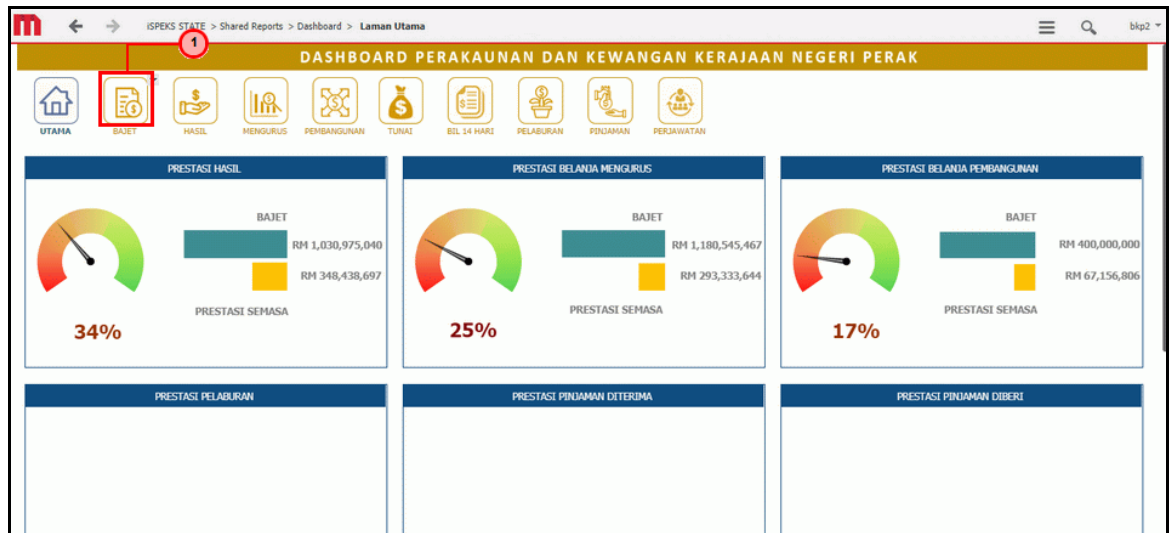 iSPEKS STATE > Shared Reports > Dashboard > Laman Utama
bkp2
1
DASHBOARD PERAKAUNAN DAN KEWANGAN KERAJAAN NEGERI PERAK
UTAMA
BAJET
HASIL
MENGURUS
PEMBANGUNAN
TUNAI
BIL 14 HARI
PELABURAN
PINJAMAN
PERJAWATAN
PRESTASI HASIL
BAJET
RM 1,030,975,040
RM 348,438,697
PRESTASI SEMASA
34%
PRESTASI BELANJA MENGURUS
BAJET
RM 1,180,545,467
RM 293,333,644
PRESTASI SEMASA
25%
PRESTASI BELANJA PEMBANGUNAN
BAJET
RM 400,000,000
RM 67,156,806
PRESTASI SEMASA
17%
PRESTASI PELABURAN
PRESTASI PINJAMAN DITERIMA
PRESTASI PINJAMAN DIBERI